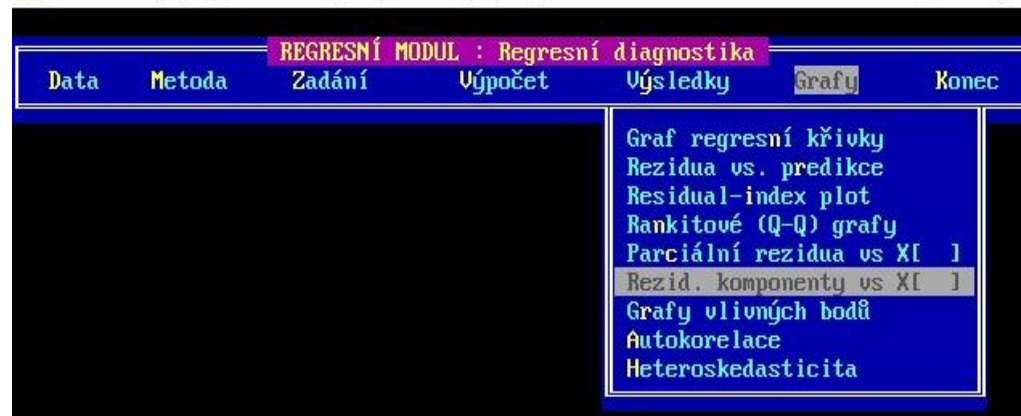 REGRESNÍ MODUL : Regresní diagnostika
Data Metoda Zadání Výpočet Výsledky Grafy Konec
Graf regresní křivky
Rezidua vs. predikce
Residual-index plot
Rankitové (Q-Q) grafy
Parciální rezidua vs X[ ]
Rezid. komponenty vs X[ ]
Grafy vlivných bodů
Autokorelace
Heteroskedasticita